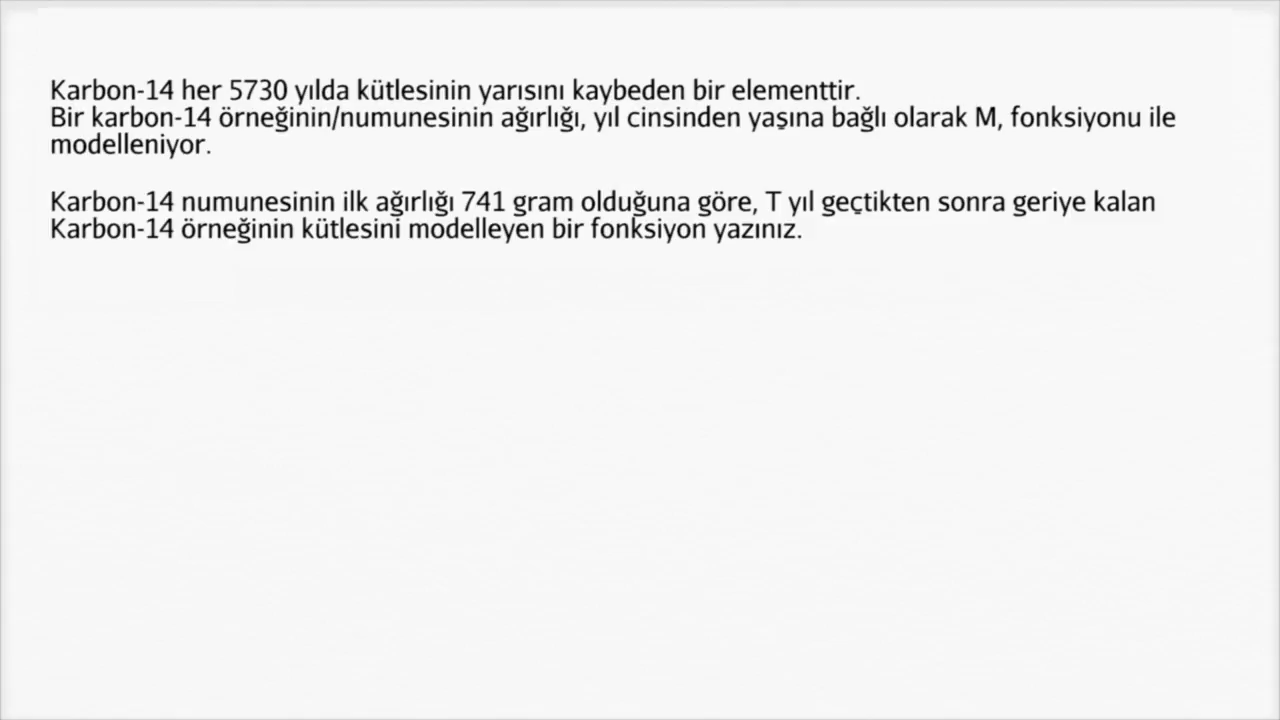 Karbon-14 her 5730 yılda kütlesinin yarısını kaybeden bir elementtir.
Bir karbon-14 örneğinin/numunesinin ağırlığı, yıl cinsinden yaşına bağlı olarak M, fonksiyonu ile
modelleniyor.
Karbon-14 numunesinin ilk ağırlığı 741 gram olduğuna göre, T yıl geçtikten sonra geriye kalan
Karbon-14 örneğinin kütlesini modelleyen bir fonksiyon yazınız.